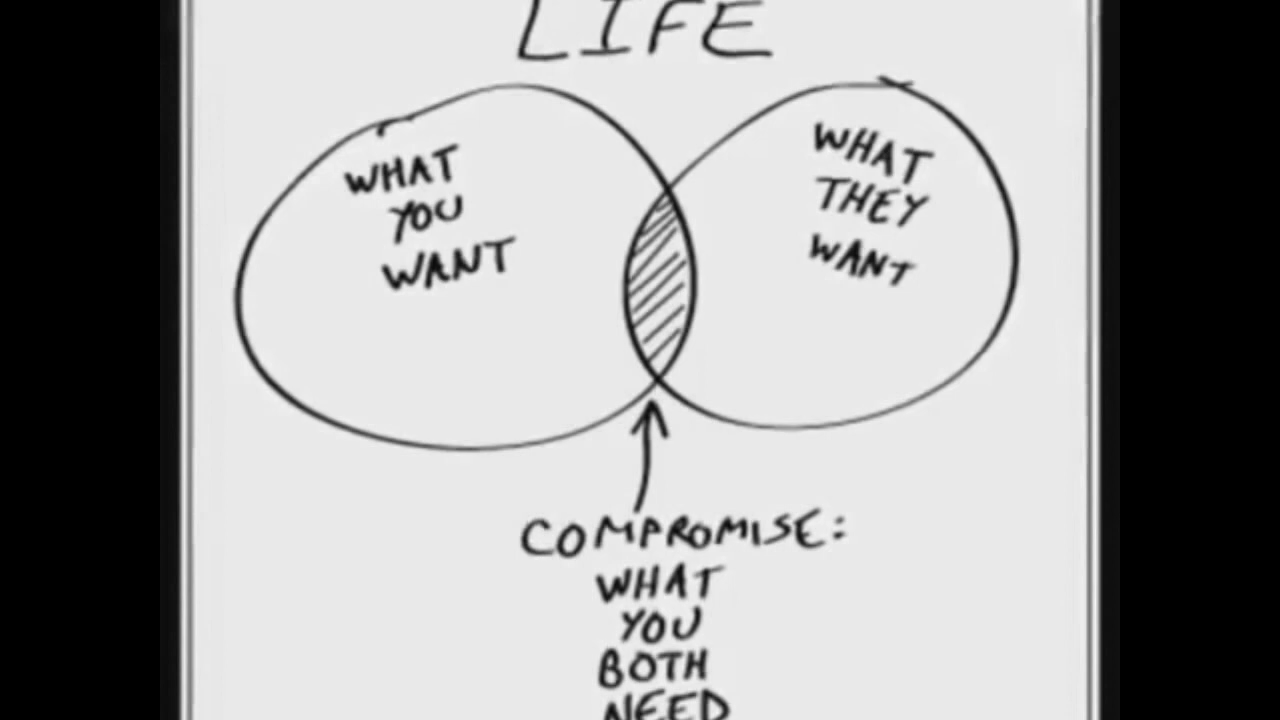 LIFE
WHAT
YOU
WANT
WHAT
THEY
WANT
COMPROMISE:
WHAT
YOU
BOTH
NEED